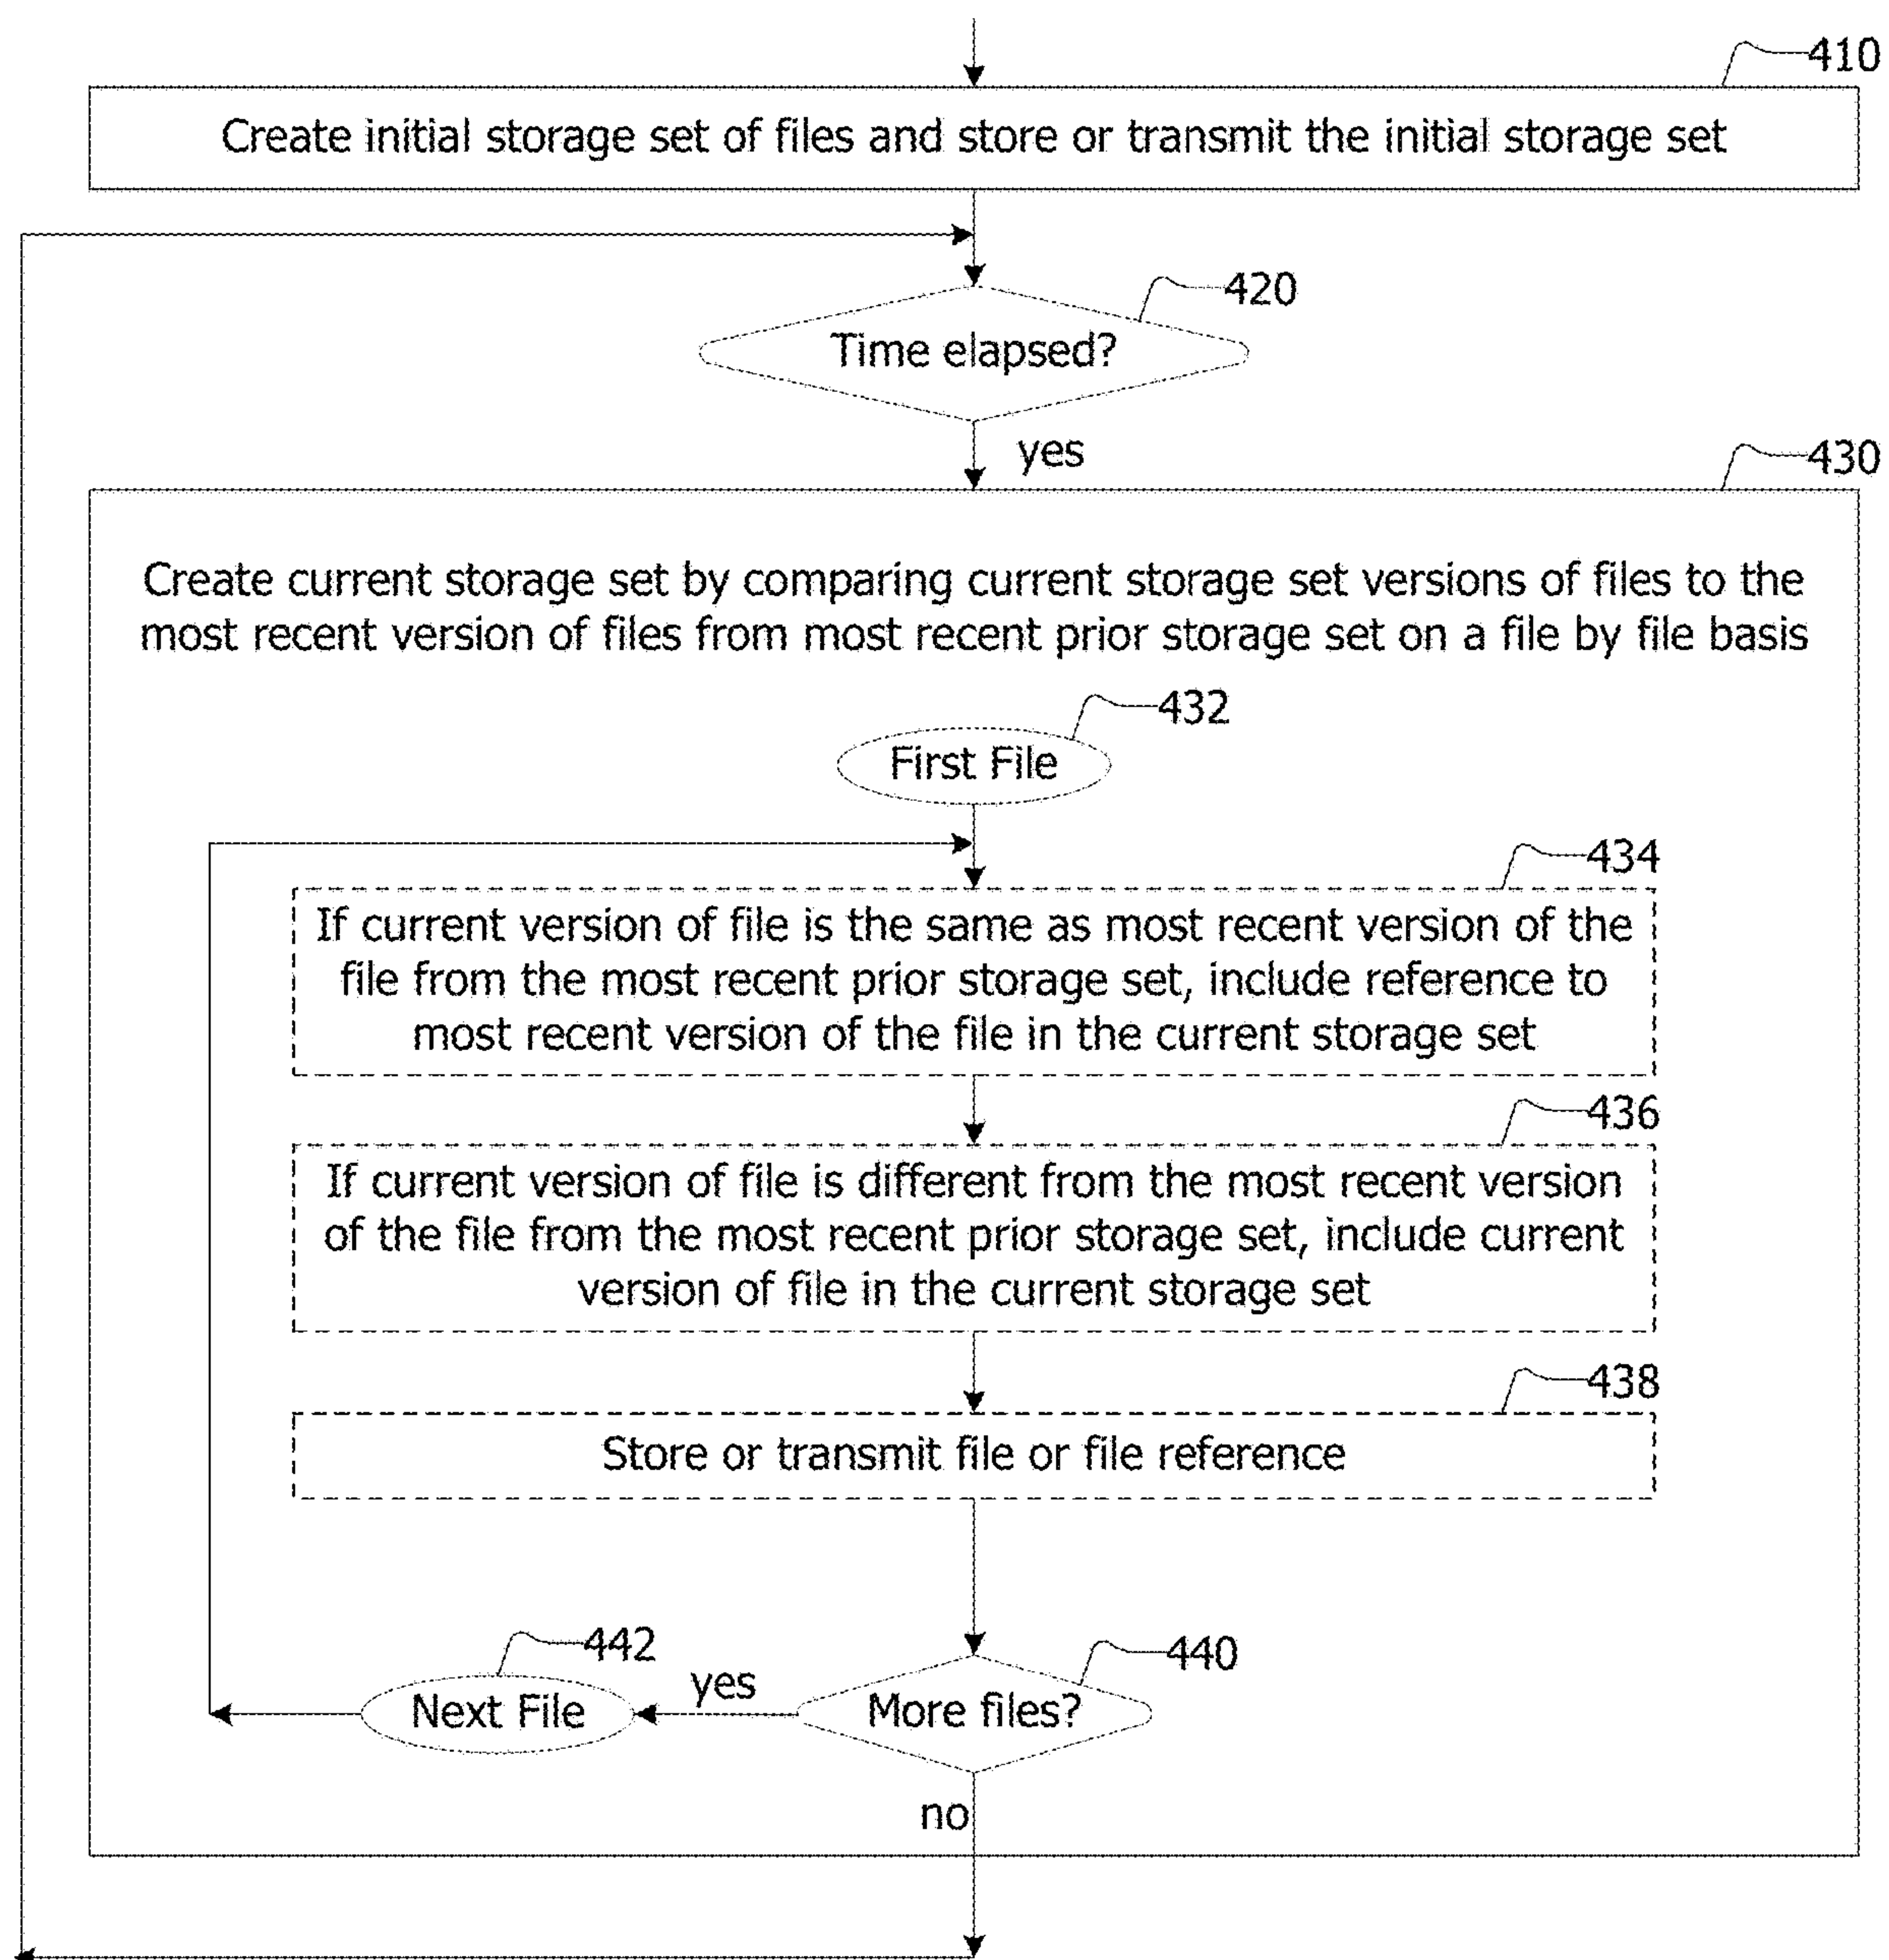 410
Create initial storage set of files and store or transmit the initial storage set
420
Time elapsed?
yes
430
Create current storage set by comparing current storage set versions of files to the
most recent version of files from most recent prior storage set on a file by file basis
432
First File
434
If current version of file is the same as most recent version of the
file from the most recent prior storage set, include reference to
most recent version of the file in the current storage set
436
If current version of file is different from the most recent version
of the file from the most recent prior storage set, include current
version of file in the current storage set
438
Store or transmit file or file reference
442
440
Next File
yes
More files?
no